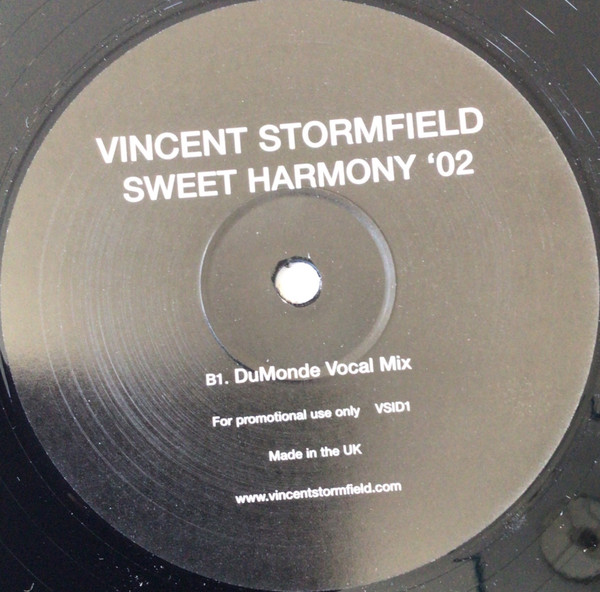 VINCENT STORMFIELD
SWEET HARMONY ‘02
B1. DuMonde Vocal Mix
For promotional use only VSID1
Made in the UK
www.vincentstormfield.com